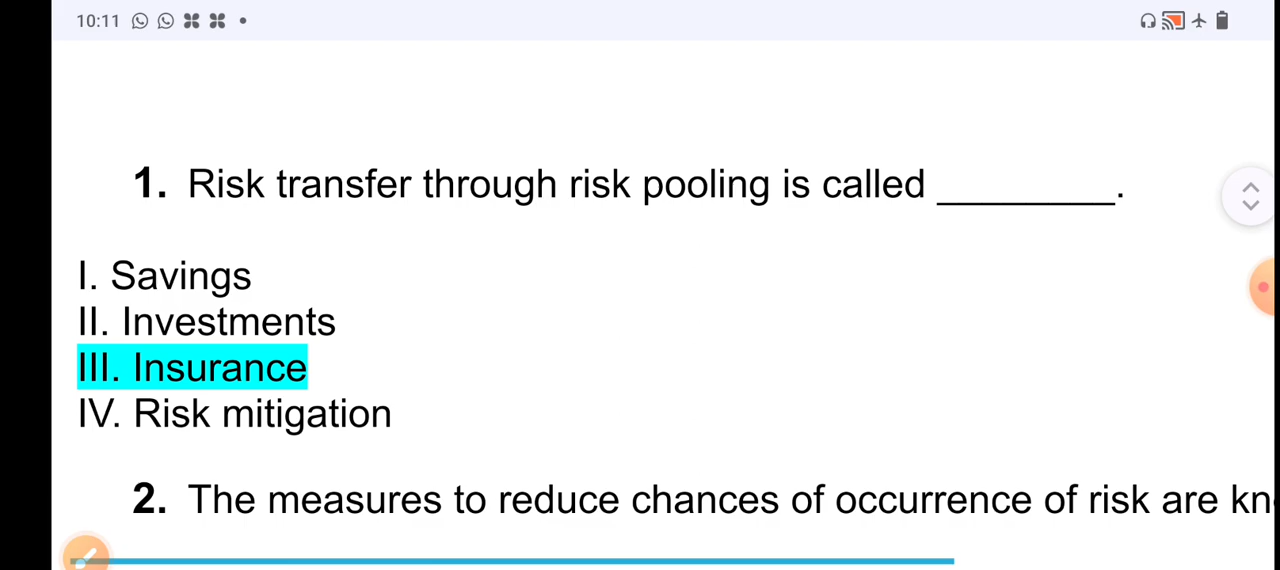 10:11
1. Risk transfer through risk pooling is called _________.
I. Savings
II. Investments
III. Insurance
IV. Risk mitigation
2. The measures to reduce chances of occurrence of risk are